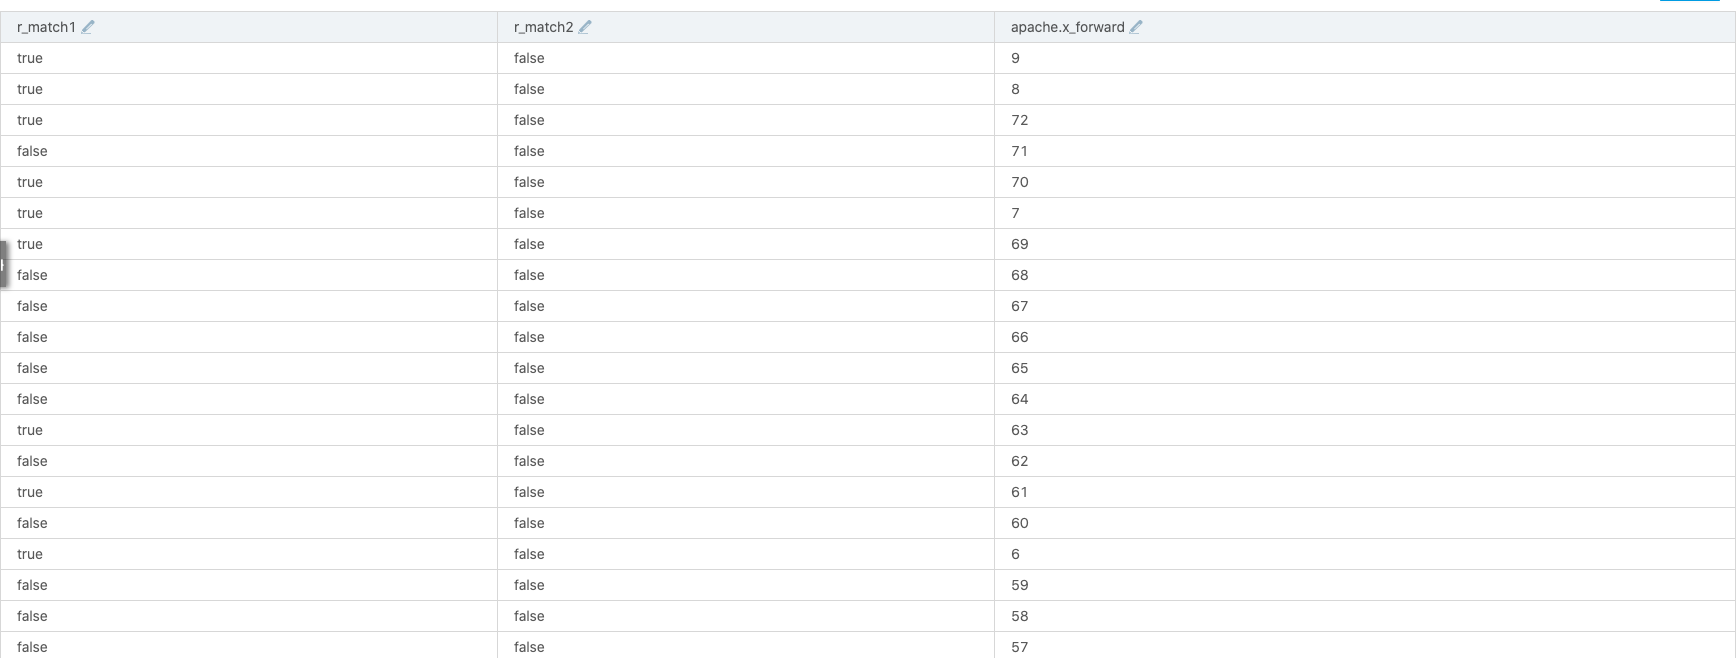 r_match1 r_match2 apache.x_forward
true false 9
true false 8
true false 72
false false 71
true false 70
true false 7
true false 69
false false 68
false false 67
false false 66
false false 65
false false 64
true false 63
false false 62
true false 61
false false 60
true false 6
false false 59
false false 58
false false 57